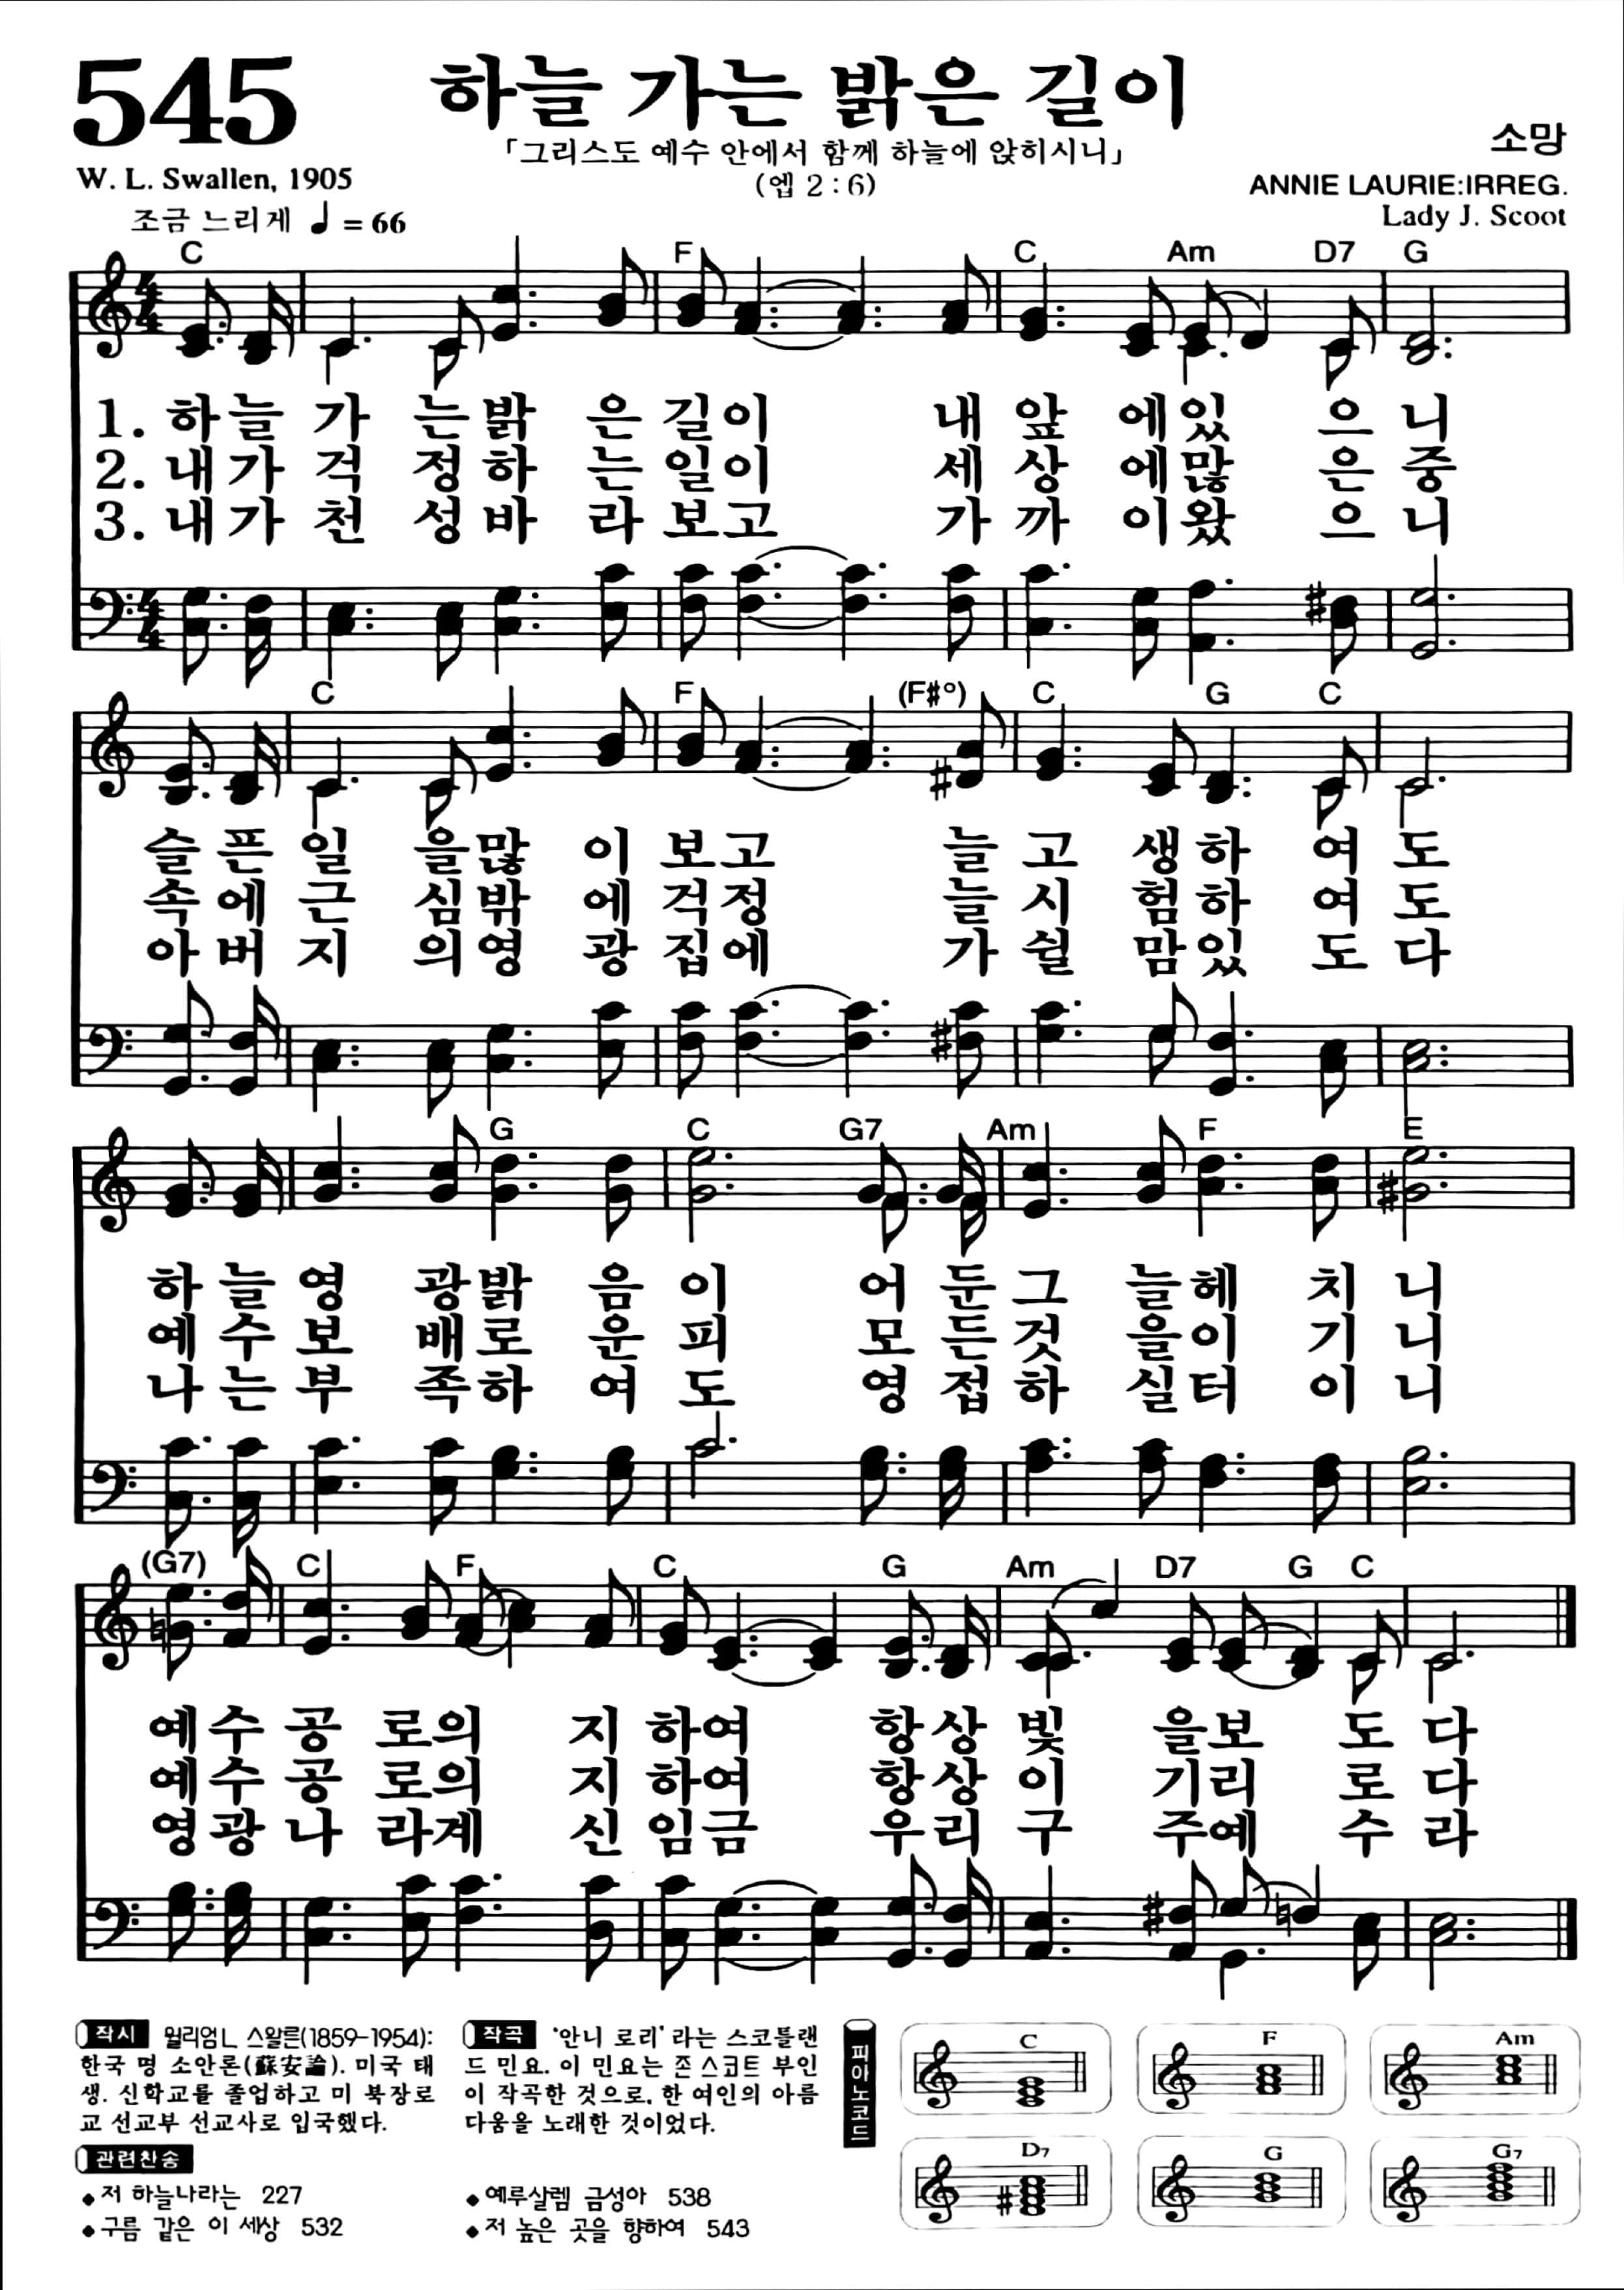 545
하늘 가는 밝은 길이
「그리스도 예수 안에서 함께 하늘에 앉히시니」
(엡 2 : 6)
소망
W. L. Swallen, 1905
ANNIE LAURIE:IRREG.
Lady J. Scoot
조금 느리게 ♩ = 66
C F C Am D7 G
1. 하늘 가 는밝 은 길이 내 앞 에있 으 니
2. 내가 걱 정하 는 일이 세 상 에많 은 중
3. 내가 천 성바 라 보고 가 까 이왔 으 니
C F (F#°) C G C
슬 픈 일 을많 이 보고 늘 고 생하 여 도
속 에 근 심밖 에 걱정 늘 시 험하 여 도
아 버 지 의영 광 집에 가 쉴 맘있 도 다
G C G7 Am F E
하 늘 영 광밝 음 이 어 둔 그 늘헤 치 니
예 수 보 배로 운 피 모 든 것 을이 기 니
나 는 부 족하 여 도 영 접 하 실터 이 니
(G7) C F C G Am D7 G C
예 수 공 로의 지 하여 항상 빛 을보 도 다
예 수 공 로의 지 하여 항상 이 기리 로 다
영 광 나 라계 신 임금 우리 구 주예 수 라
작시 윌리엄L 스왈른(1859-1954):
한국 명 소안론(蘇安論). 미국 태
생. 신학교를 졸업하고 미 북장로
교 선교부 선교사로 입국했다.
작곡 '안니 로리' 라는 스코틀랜
드 민요. 이 민요는 존 스코트 부인
이 작곡한 것으로, 한 여인의 아름
다움을 노래한 것이었다.
관련찬송
◆저 하늘나라는 227
◆구름 같은 이 세상 532
◆예루살렘 금성아 538
◆저 높은 곳을 향하여 543
피아노코드
C F Am
D7 G G7